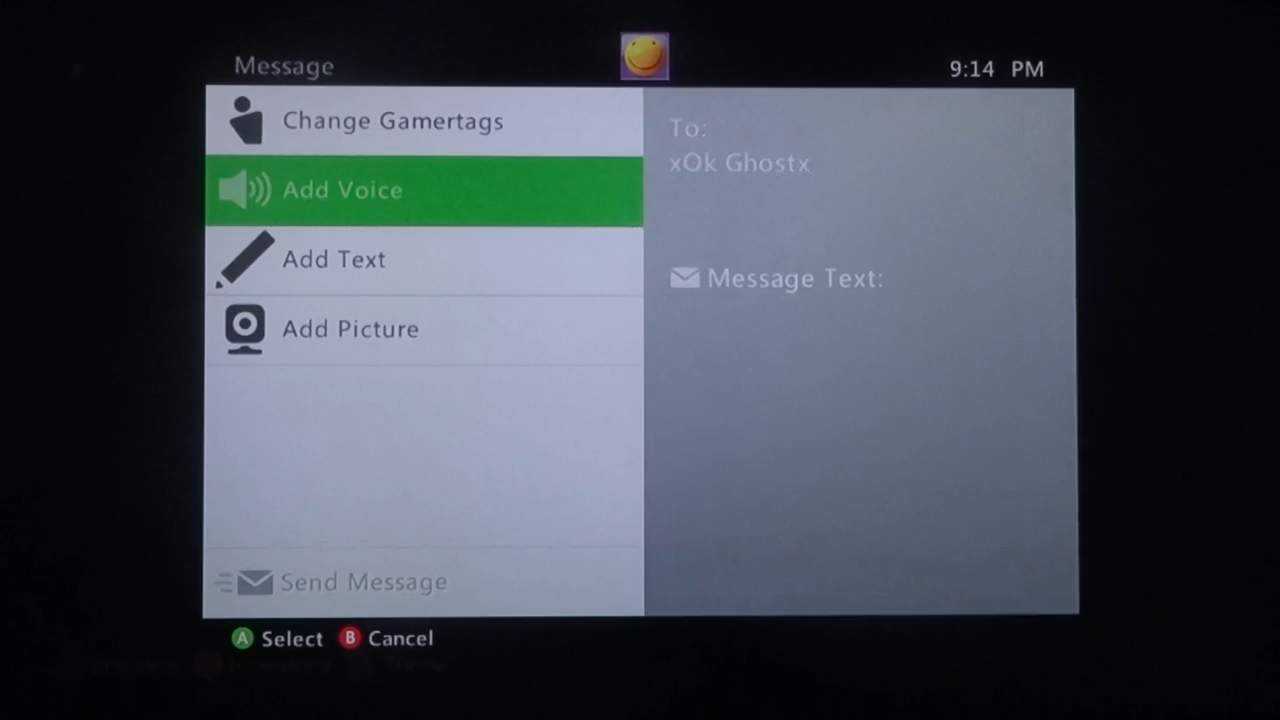 Message
9:14 PM
Change Gamertags
Add Voice
Add Text
Add Picture
Send Message
To:
xOk Ghostx
Message Text:
A Select B Cancel